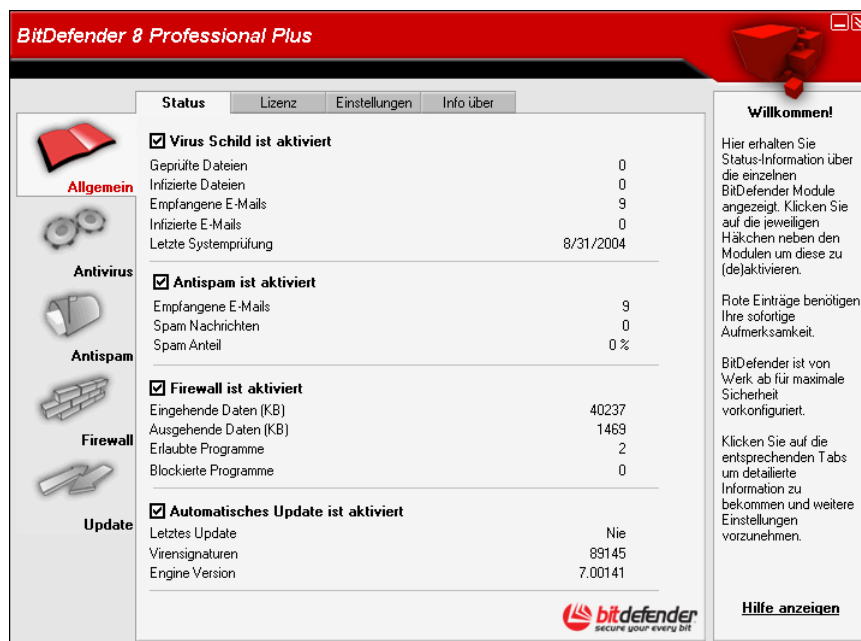 BitDefender 8 Professional Plus
Status
Lizenz
Einstellungen
Info über
Allgemein
Antivirus
Antispam
Firewall
Update
Virus Schild ist aktiviert
Geprüfte Dateien 0
Infizierte Dateien 0
Empfangene E-Mails 9
Infizierte E-Mails 0
Letzte Systemprüfung 8/31/2004
Antispam ist aktiviert
Empfangene E-Mails 9
Spam Nachrichten 0
Spam Anteil 0 %
Firewall ist aktiviert
Eingehende Daten (KB) 40237
Ausgehende Daten (KB) 1469
Erlaubte Programme 2
Blockierte Programme 0
Automatisches Update ist aktiviert
Letztes Update Nie
Virensignaturen 89145
Engine Version 7.00141
bitdefender
secure your every bit
Willkommen!
Hier erhalten Sie
Status-Information über
die einzelnen
BitDefender Module
angezeigt. Klicken Sie
auf die jeweiligen
Häkchen neben den
Modulen um diese zu
(de)aktivieren.
Rote Einträge benötigen
Ihre sofortige
Aufmerksamkeit.
BitDefender ist von
Werk ab für maximale
Sicherheit
vorkonfiguriert.
Klicken Sie auf die
entsprechenden Tabs
um detailierte
Information zu
bekommen und weitere
Einstellungen
vorzunehmen.
Hilfe anzeigen